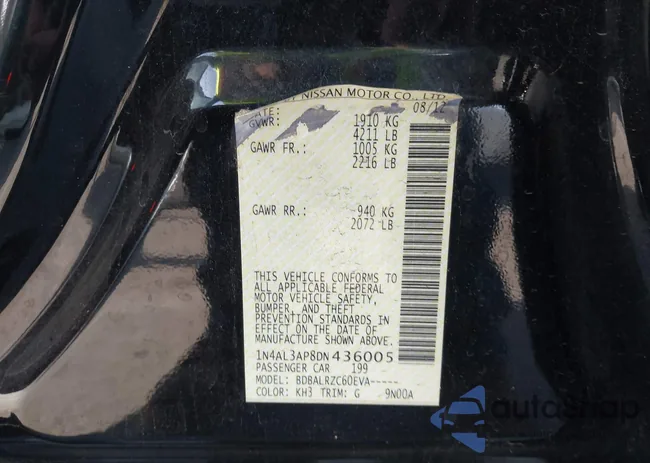 NISSAN MOTOR CO., LTD
DATE: 08/12
GVWR: 1910 KG
4211 LB
GAWR FR.: 1005 KG
2216 LB
GAWR RR.: 940 KG
2072 LB
THIS VEHICLE CONFORMS TO
ALL APPLICABLE FEDERAL
MOTOR VEHICLE SAFETY,
BUMPER, AND THEFT
PREVENTION STANDARDS IN
EFFECT ON THE DATE OF
MANUFACTURE SHOWN ABOVE.
1N4AL3AP8DN436005
PASSENGER CAR 199
MODEL: BDBALRZC60EVA-----
COLOR: KH3 TRIM: G 9N00A
autoshap